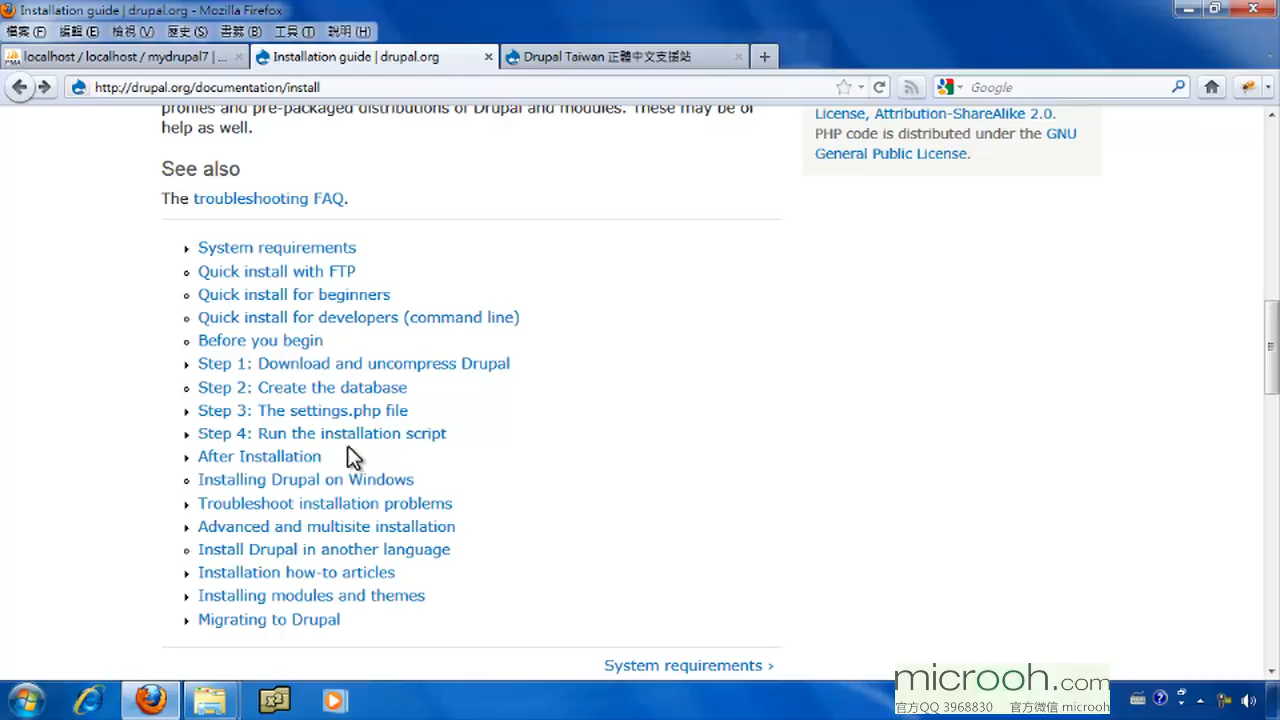 Installation guide | drupal.org - Mozilla Firefox
檔案(F) 編輯(E) 檢視(V) 歷史(S) 書籤(B) 工具(T) 說明(H)
localhost / localhost / mydrupal7 | ...
Installation guide | drupal.org
Drupal Taiwan 正體中文支援站
http://drupal.org/documentation/install
Google
profiles and pre-packaged distributions of Drupal and modules. These may be of
help as well.
See also
The troubleshooting FAQ.
System requirements
Quick install with FTP
Quick install for beginners
Quick install for developers (command line)
Before you begin
Step 1: Download and uncompress Drupal
Step 2: Create the database
Step 3: The settings.php file
Step 4: Run the installation script
After Installation
Installing Drupal on Windows
Troubleshoot installation problems
Advanced and multisite installation
Install Drupal in another language
Installation how-to articles
Installing modules and themes
Migrating to Drupal
System requirements ›
License, Attribution-ShareAlike 2.0.
PHP code is distributed under the GNU
General Public License.
microoh.com
官方QQ 3968830 官方微信 microoh